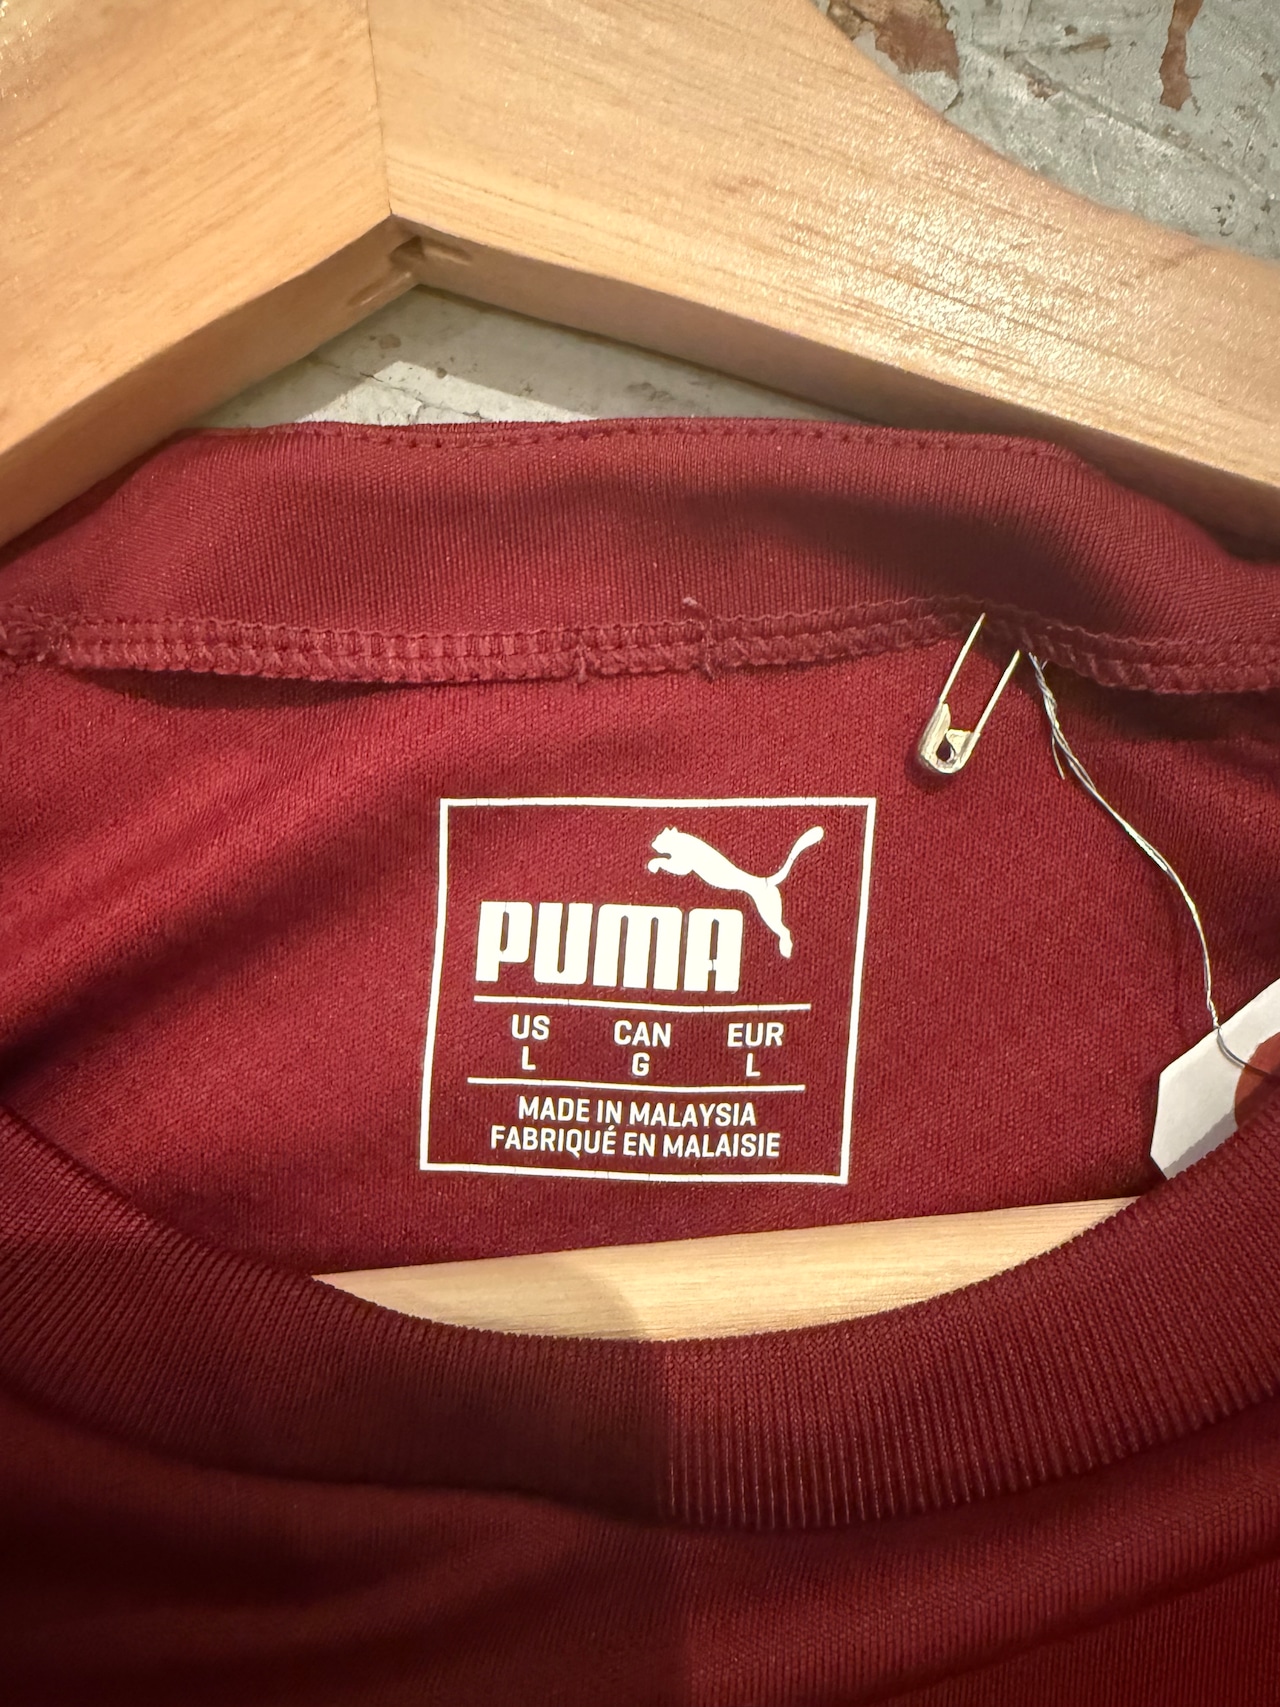 PUMA
US CAN EUR
L G L
MADE IN MALAYSIA
FABRIQUÉ EN MALAISIE